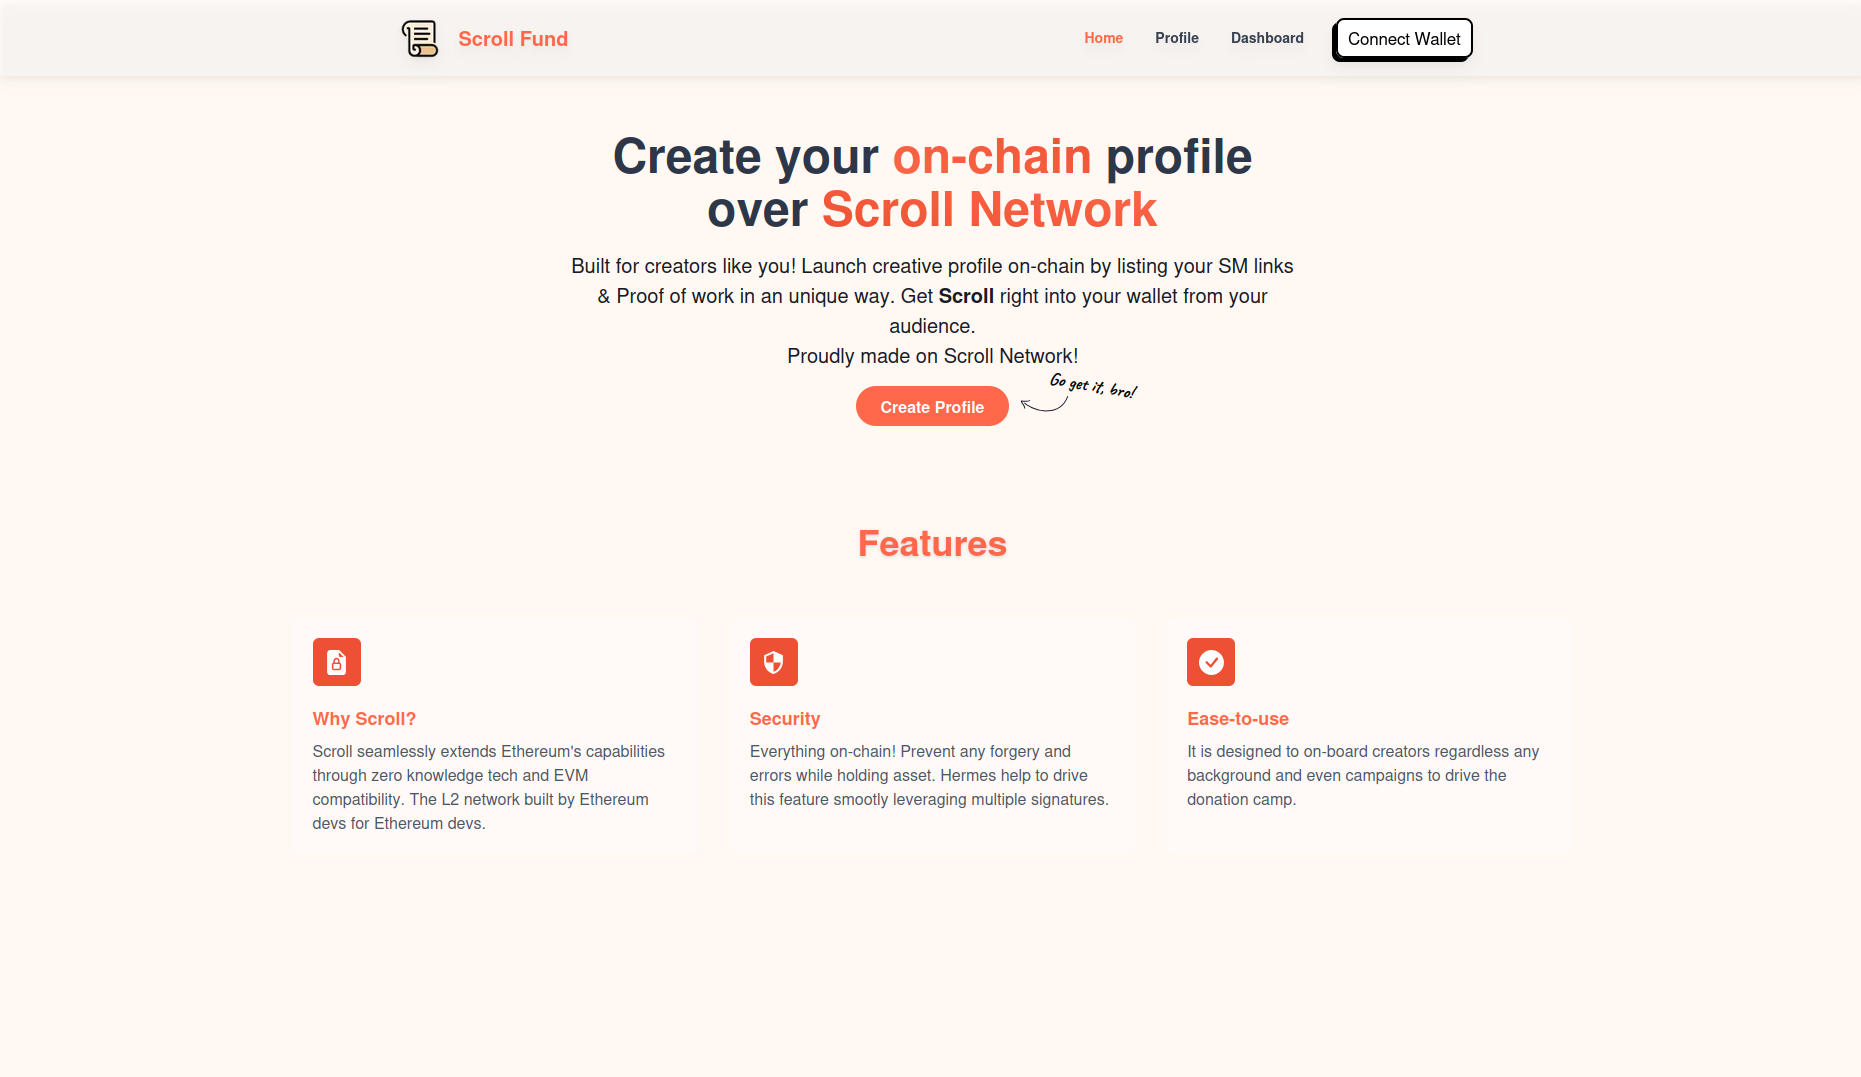 Scroll Fund
Home
Profile
Dashboard
Connect Wallet
Create your on-chain profile
over Scroll Network
Built for creators like you! Launch creative profile on-chain by listing your SM links
& Proof of work in an unique way. Get Scroll right into your wallet from your
audience.
Proudly made on Scroll Network!
Go get it, bro!
Create Profile
Features
Why Scroll?
Scroll seamlessly extends Ethereum's capabilities
through zero knowledge tech and EVM
compatibility. The L2 network built by Ethereum
devs for Ethereum devs.
Security
Everything on-chain! Prevent any forgery and
errors while holding asset. Hermes help to drive
this feature smootly leveraging multiple signatures.
Ease-to-use
It is designed to on-board creators regardless any
background and even campaigns to drive the
donation camp.